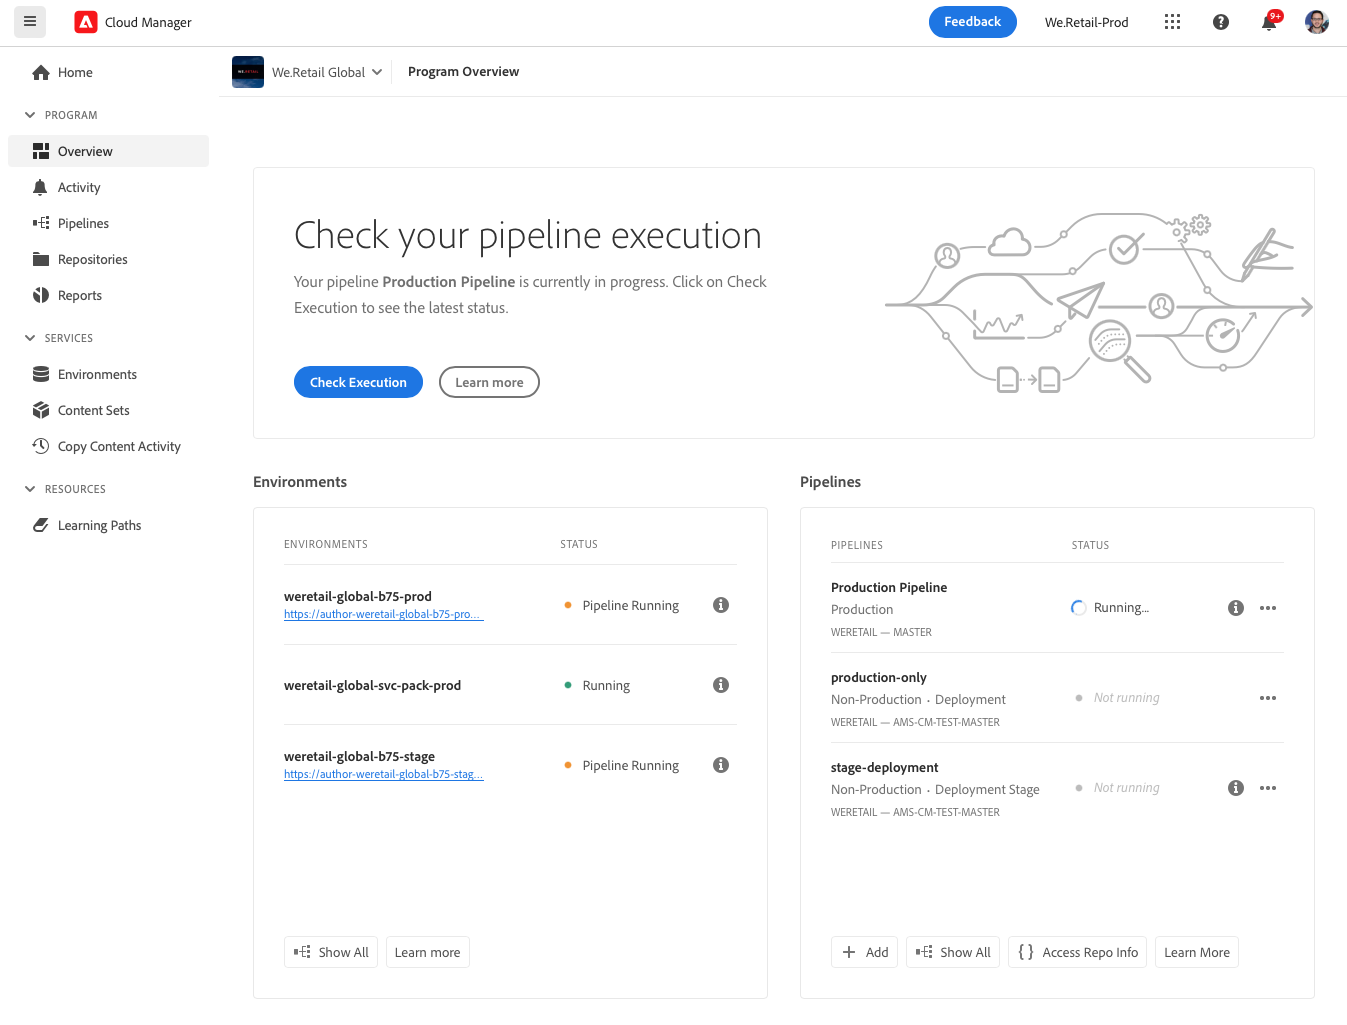 Cloud Manager
Feedback
We.Retail-Prod
9+
Home
PROGRAM
Overview
Activity
Pipelines
Repositories
Reports
SERVICES
Environments
Content Sets
Copy Content Activity
RESOURCES
Learning Paths
We.Retail Global
Program Overview
Check your pipeline execution
Your pipeline Production Pipeline is currently in progress. Click on Check
Execution to see the latest status.
Check Execution
Learn more
Environments
ENVIRONMENTS STATUS
weretail-global-b75-prod
https://author-weretail-global-b75-pro...
Pipeline Running
weretail-global-svc-pack-prod
Running
weretail-global-b75-stage
https://author-weretail-global-b75-stag...
Pipeline Running
Show All
Learn more
Pipelines
PIPELINES STATUS
Production Pipeline
Production
WERETAIL — MASTER
Running...
production-only
Non-Production · Deployment
WERETAIL — AMS-CM-TEST-MASTER
Not running
stage-deployment
Non-Production · Deployment Stage
WERETAIL — AMS-CM-TEST-MASTER
Not running
Add
Show All
Access Repo Info
Learn More